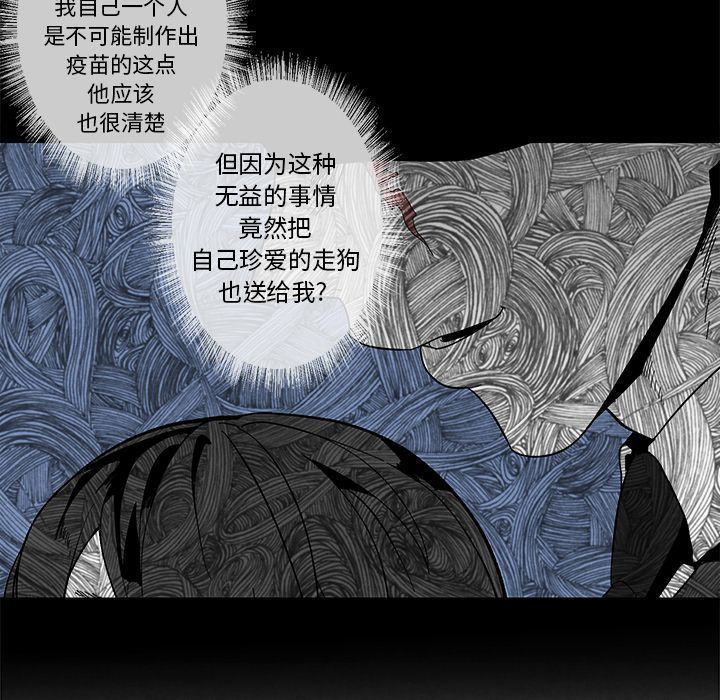 我自己一个人
是不可能制作出
疫苗的这点
他应该
也很清楚
但因为这种
无益的事情
竟然把
自己珍爱的走狗
也送给我?